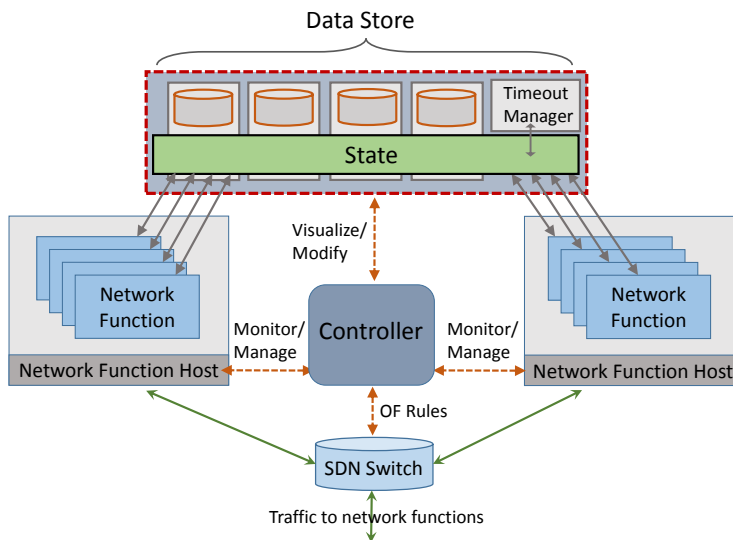 Data Store
Timeout
Manager
State
Visualize/
Modify
Network
Function
Network
Function
Controller
Monitor/
Manage
Monitor/
Manage
Network Function Host
Network Function Host
OF Rules
SDN Switch
Traffic to network functions